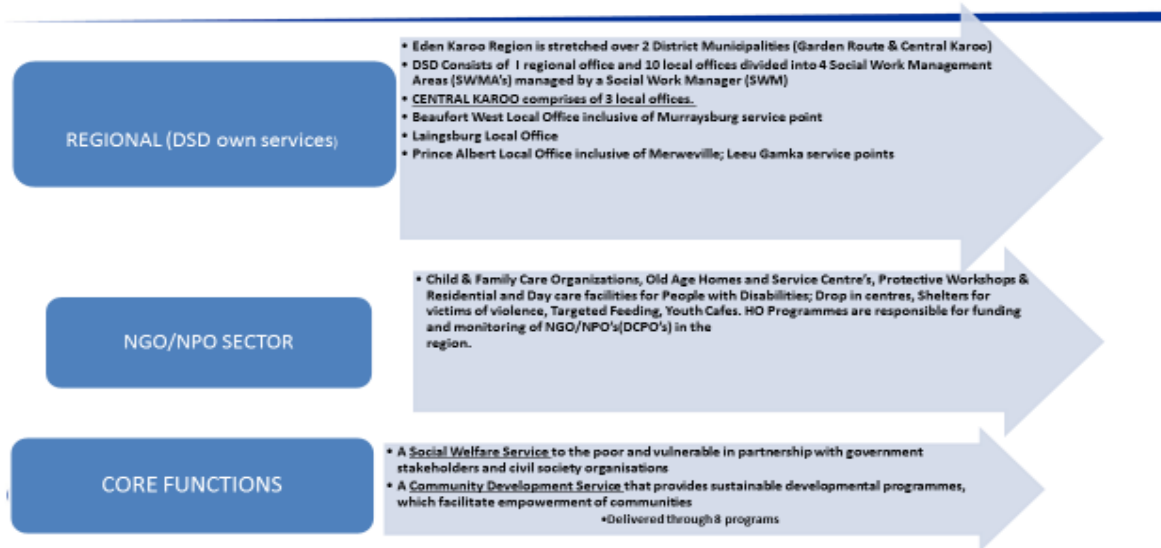 REGIONAL (DSD own services)
• Eden Karoo Region is stretched over 2 District Municipalities (Garden Route & Central Karoo)
• DSD Consists of I regional office and 10 local offices divided into 4 Social Work Management
Areas (SWMA's) managed by a Social Work Manager (SWM)
• CENTRAL KAROO comprises of 3 local offices.
• Beaufort West Local Office inclusive of Murraysburg service point
• Laingsburg Local Office
• Prince Albert Local Office inclusive of Merweville; Leeu Gamka service points
NGO/NPO SECTOR
• Child & Family Care Organizations, Old Age Homes and Service Centre's, Protective Workshops &
Residential and Day care facilities for People with Disabilities; Drop in centres, Shelters for
victims of violence, Targeted Feeding, Youth Cafes. HO Programmes are responsible for funding
and monitoring of NGO/NPO's(DCPO's) in the
region.
CORE FUNCTIONS
• A Social Welfare Service to the poor and vulnerable in partnership with government
stakeholders and civil society organisations
• A Community Development Service that provides sustainable developmental programmes,
which facilitate empowerment of communities
•Delivered through 8 programs